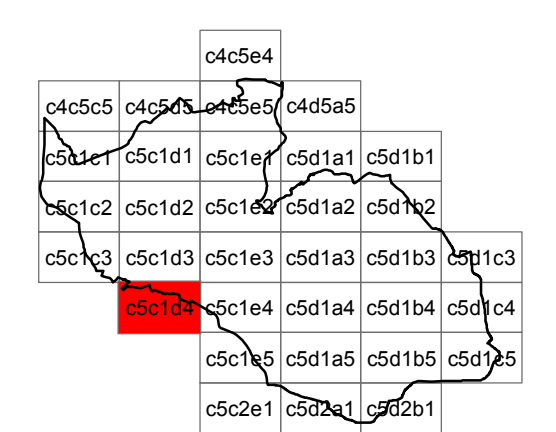 c4c5e4
c4c5c5 c4c5d5 c4c5e5 c4d5a5
c5c1c1 c5c1d1 c5c1e1 c5d1a1 c5d1b1
c5c1c2 c5c1d2 c5c1e2 c5d1a2 c5d1b2
c5c1c3 c5c1d3 c5c1e3 c5d1a3 c5d1b3 c5d1c3
c5c1d4 c5c1e4 c5d1a4 c5d1b4 c5d1c4
c5c1e5 c5d1a5 c5d1b5 c5d1c5
c5c2e1 c5d2a1 c5d2b1